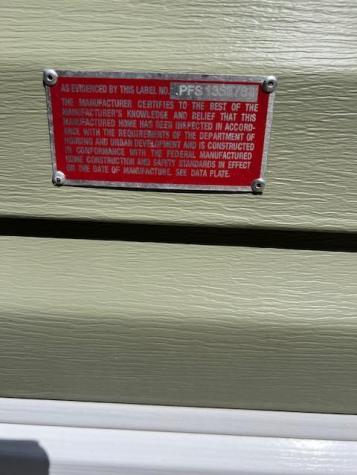 AS EVIDENCED BY THIS LABEL NO. PFS
THE MANUFACTURER CERTIFIES TO THE BEST OF THE
MANUFACTURER'S KNOWLEDGE AND BELIEF THAT THIS
MANUFACTURED HOME HAS BEEN INSPECTED IN ACCORD-
ANCE WITH THE REQUIREMENTS OF THE DEPARTMENT OF
HOUSING AND URBAN DEVELOPMENT AND IS CONSTRUCTED
IN CONFORMANCE WITH THE FEDERAL MANUFACTURED
HOME CONSTRUCTION AND SAFETY STANDARDS IN EFFECT
ON THE DATE OF MANUFACTURE. SEE DATA PLATE.